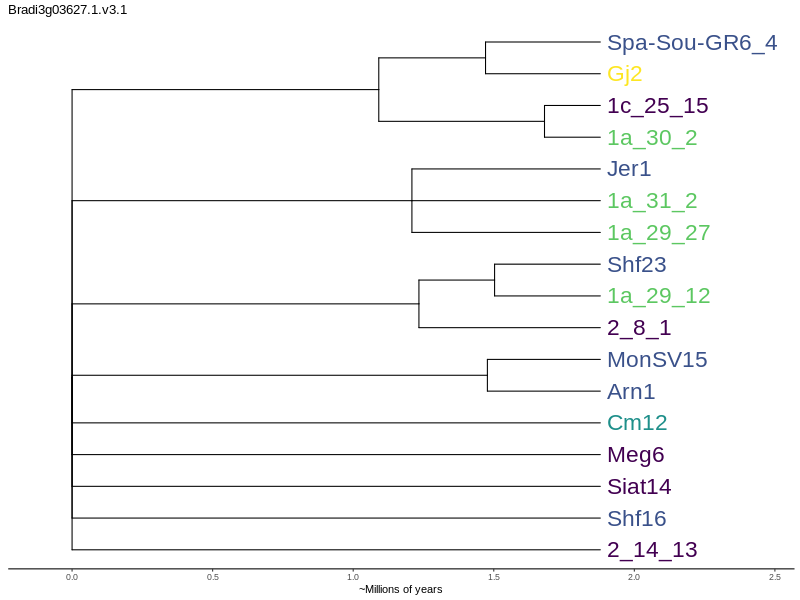 Bradi3g03627.1.v3.1
Spa-Sou-GR6_4
Gj2
1c_25_15
1a_30_2
Jer1
1a_31_2
1a_29_27
Shf23
1a_29_12
2_8_1
MonSV15
Arn1
Cm12
Meg6
Siat14
Shf16
2_14_13
0.0 0.5 1.0 1.5 2.0 2.5
~Millions of years